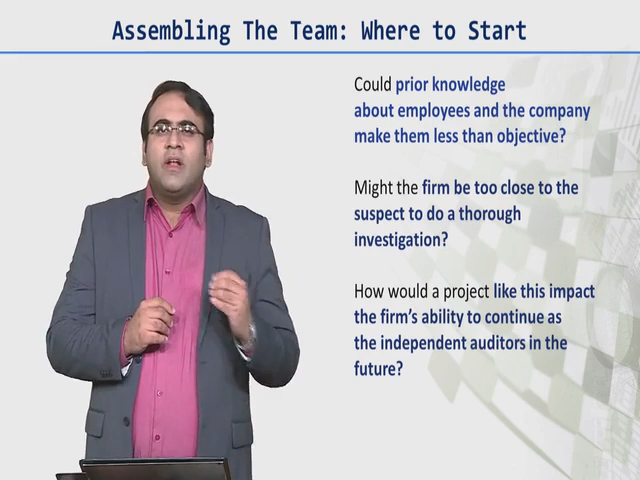 Assembling The Team: Where to Start
Could prior knowledge
about employees and the company
make them less than objective?
Might the firm be too close to the
suspect to do a thorough
investigation?
How would a project like this impact
the firm's ability to continue as
the independent auditors in the
future?